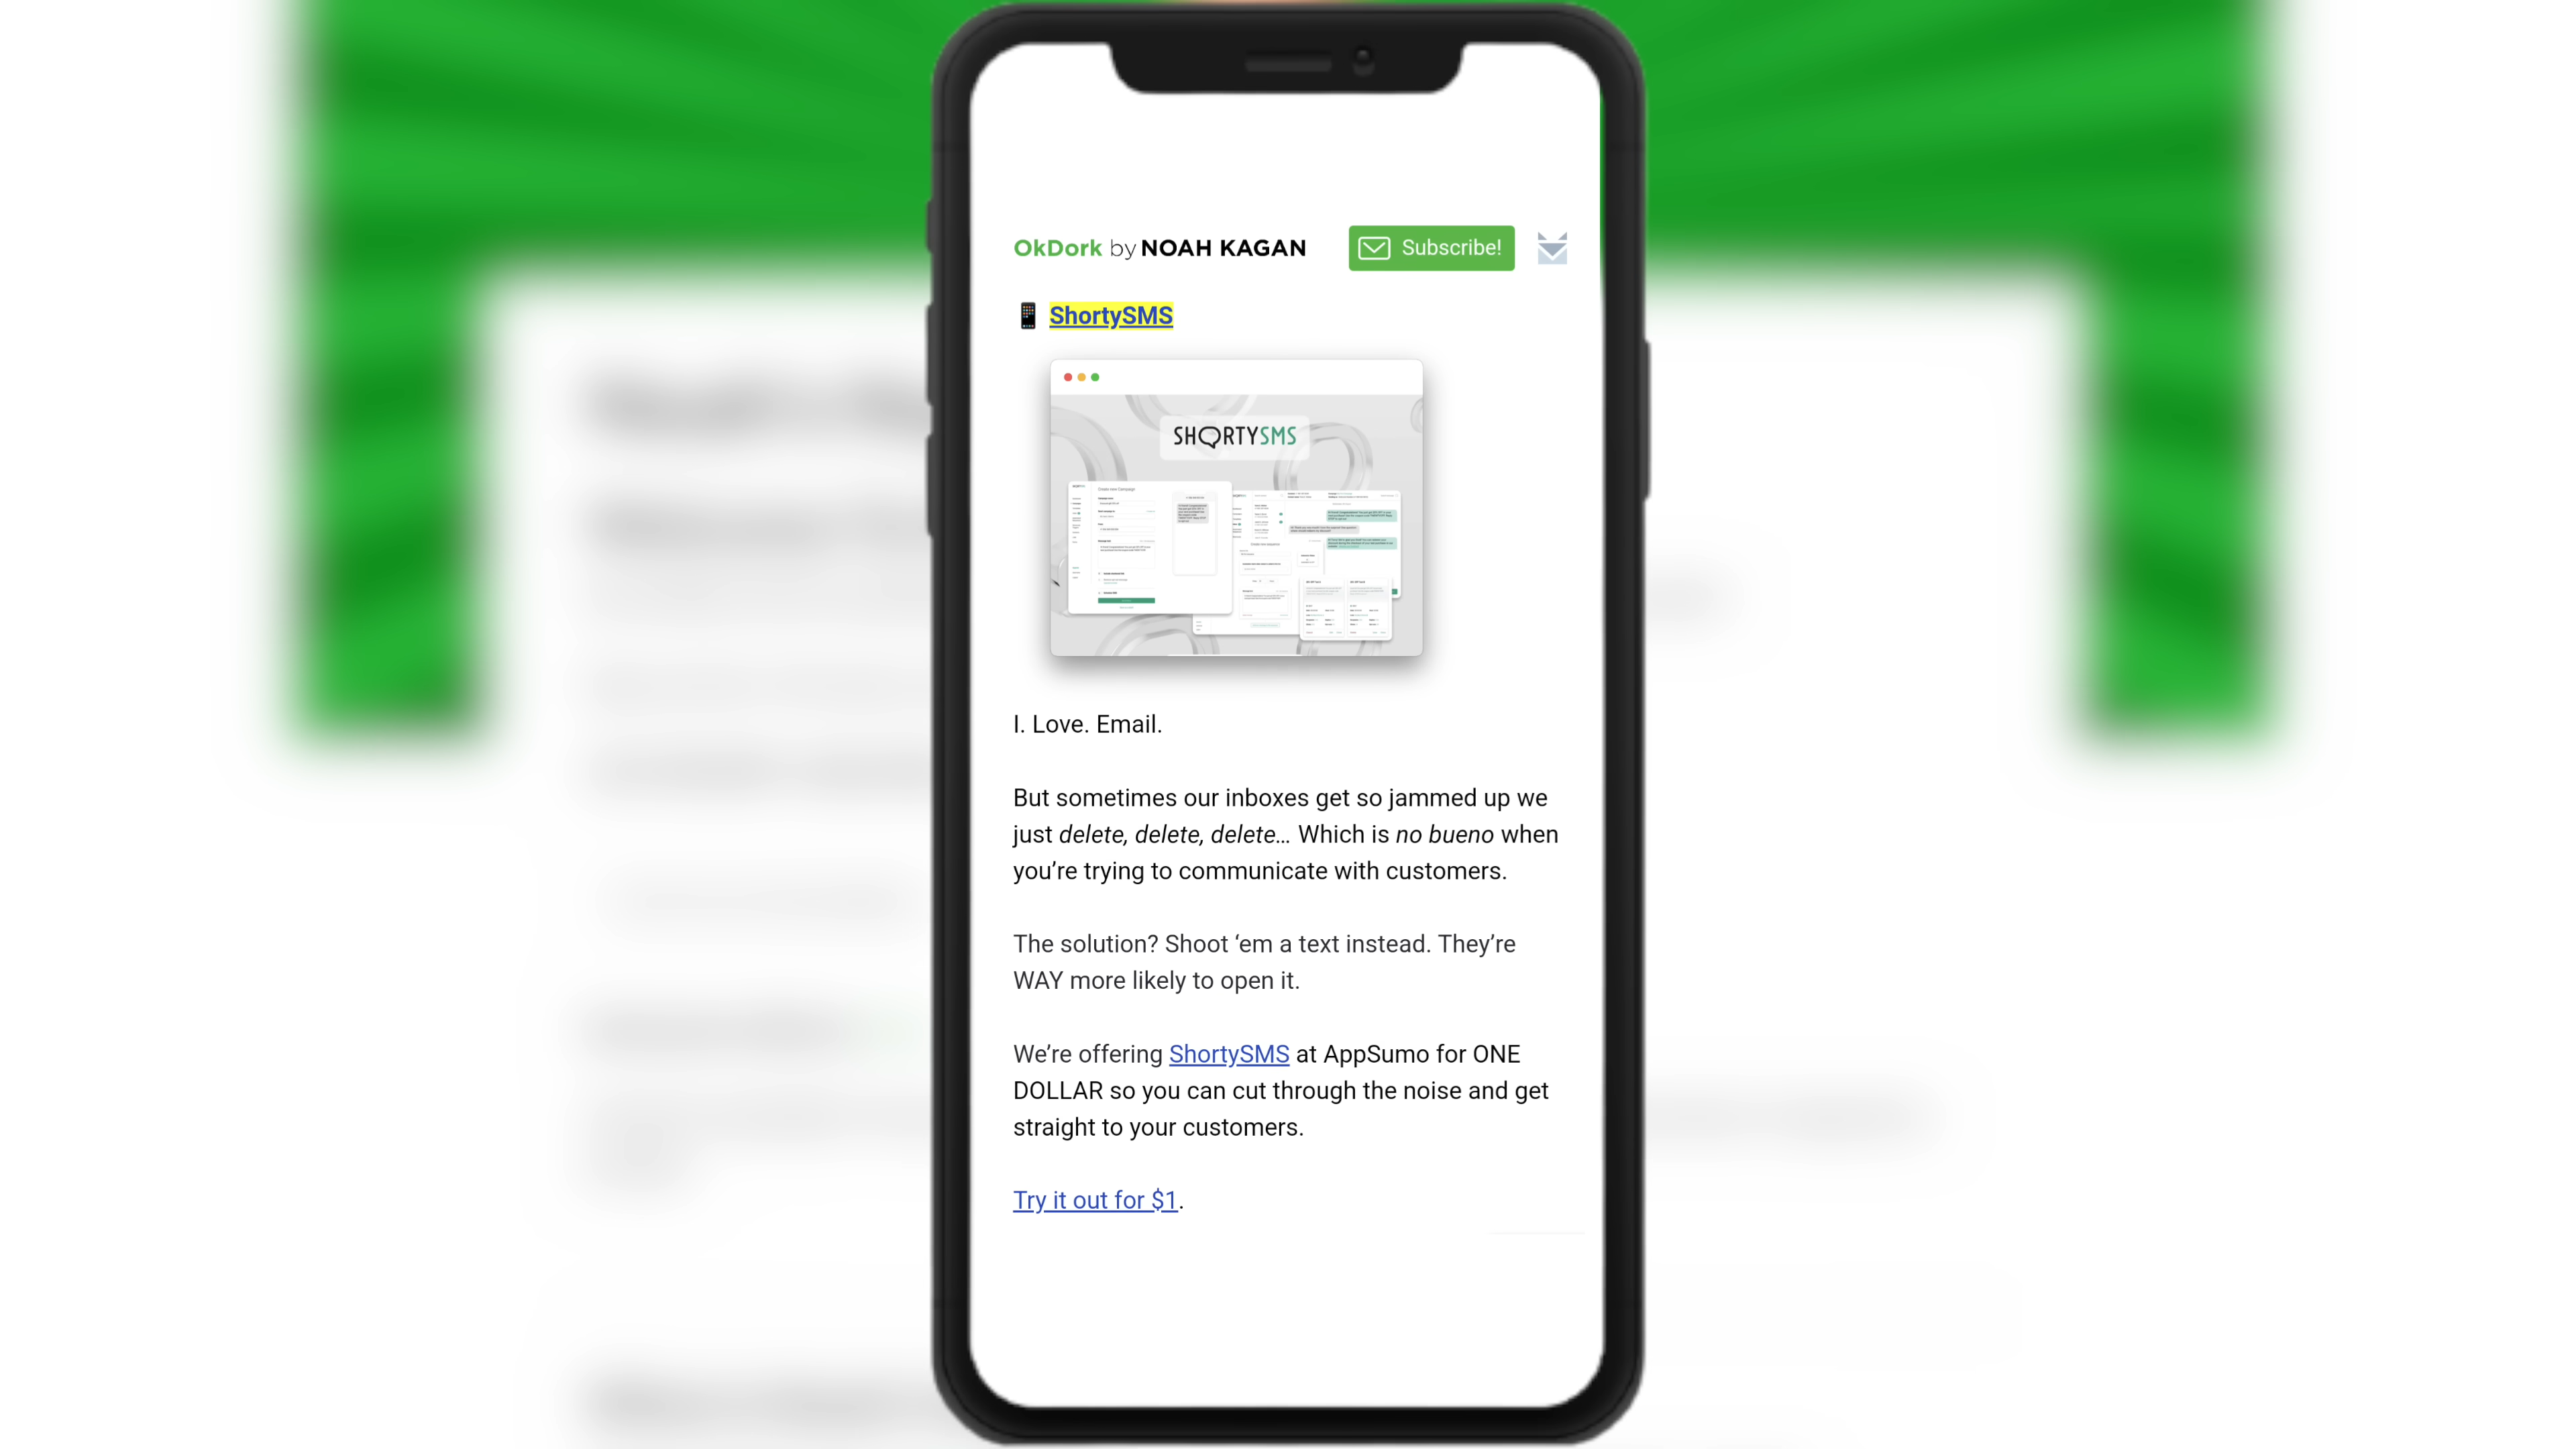 OkDork by NOAH KAGAN
Subscribe!
📱 ShortySMS
SHORTYSMS
Create new Campaign
I. Love. Email.
But sometimes our inboxes get so jammed up we
just delete, delete, delete... Which is no bueno when
you’re trying to communicate with customers.
The solution? Shoot ‘em a text instead. They’re
WAY more likely to open it.
We’re offering ShortySMS at AppSumo for ONE
DOLLAR so you can cut through the noise and get
straight to your customers.
Try it out for $1.